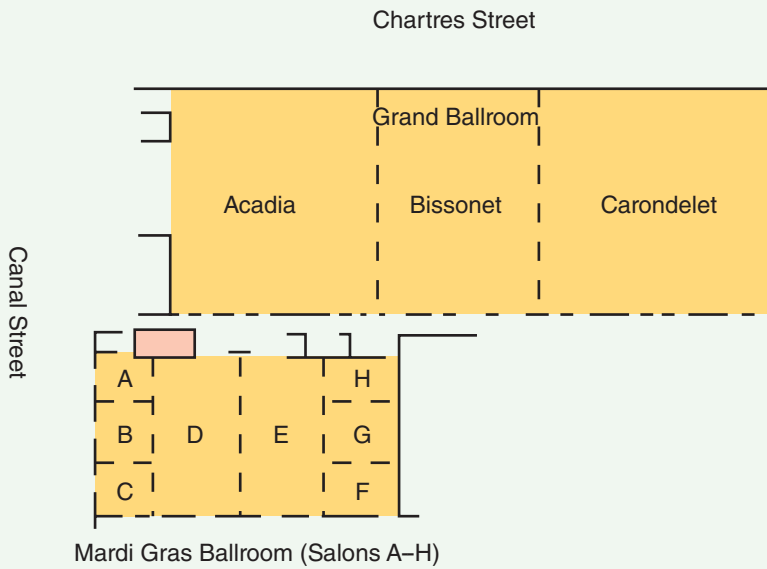 Chartres Street
Grand Ballroom
Acadia
Bissonet
Carondelet
Canal Street
A
H
B
D
E
G
C
F
Mardi Gras Ballroom (Salons A–H)